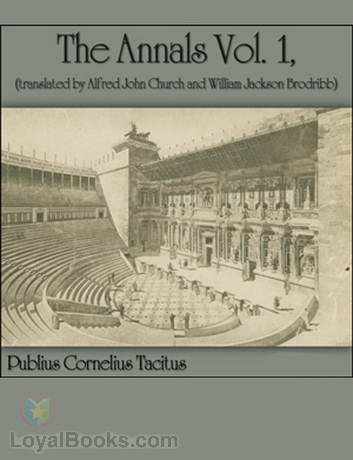 The Annals Vol. 1,
(translated by Alfred John Church and William Jackson Brodribb)
Publius Cornelius Tacitus
LoyalBooks.com